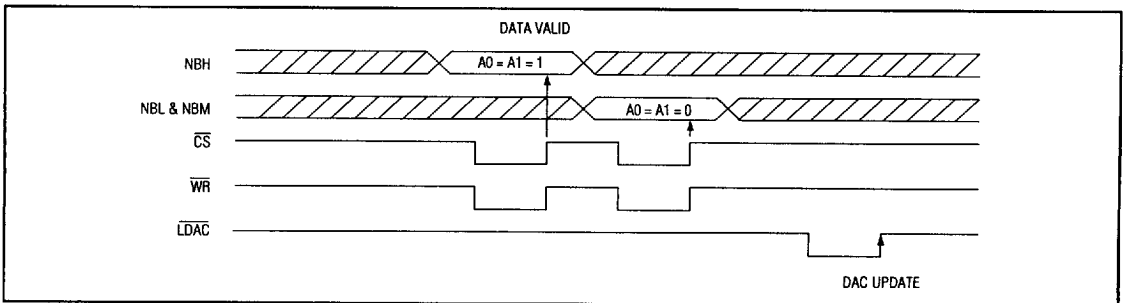 DATA VALID
NBH
A0 = A1 = 1
NBL & NBM
A0 = A1 = 0
CS
WR
LDAC
DAC UPDATE